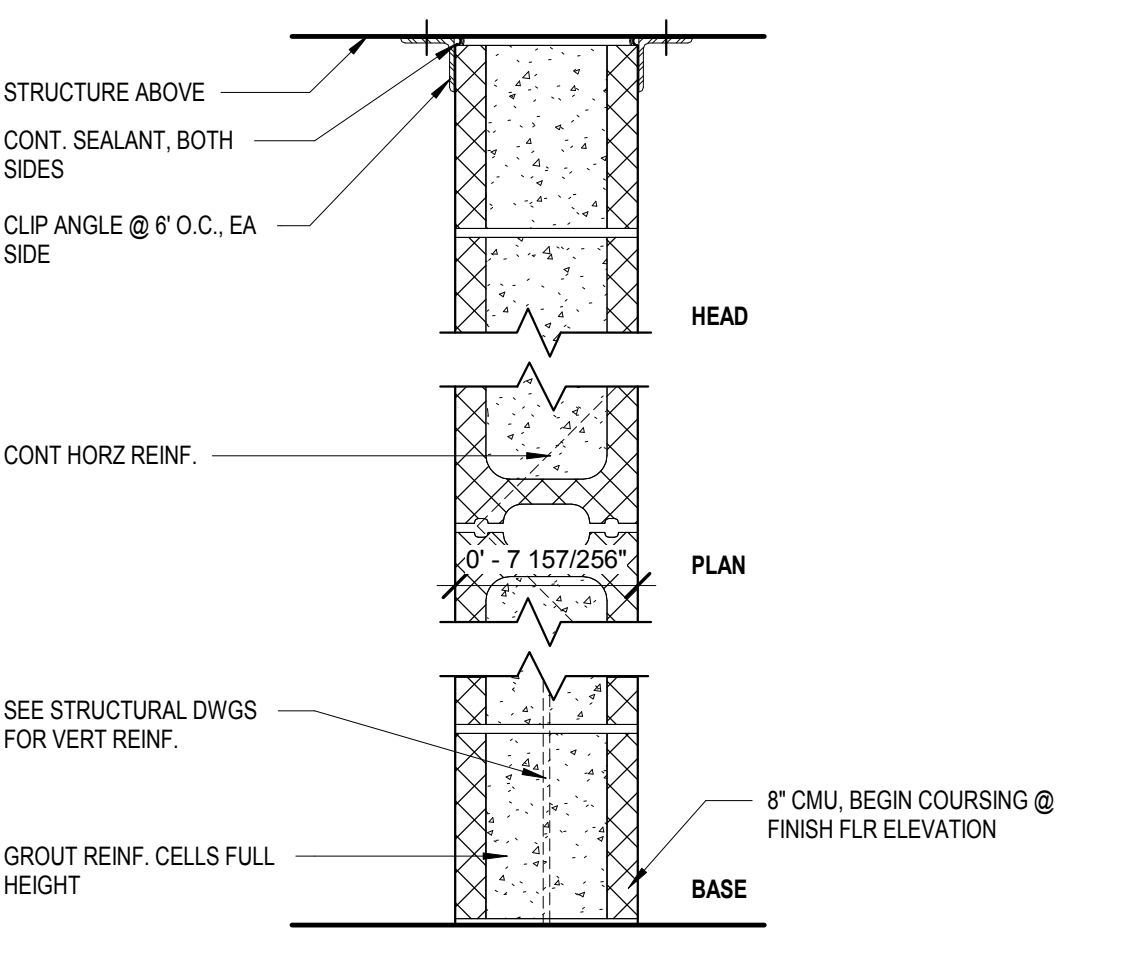 STRUCTURE ABOVE
CONT. SEALANT, BOTH
SIDES
CLIP ANGLE @ 6' O.C., EA
SIDE
HEAD
CONT HORZ REINF.
0' - 7 157/256"
PLAN
SEE STRUCTURAL DWGS
FOR VERT REINF.
8" CMU, BEGIN COURSING @
FINISH FLR ELEVATION
GROUT REINF. CELLS FULL
HEIGHT
BASE